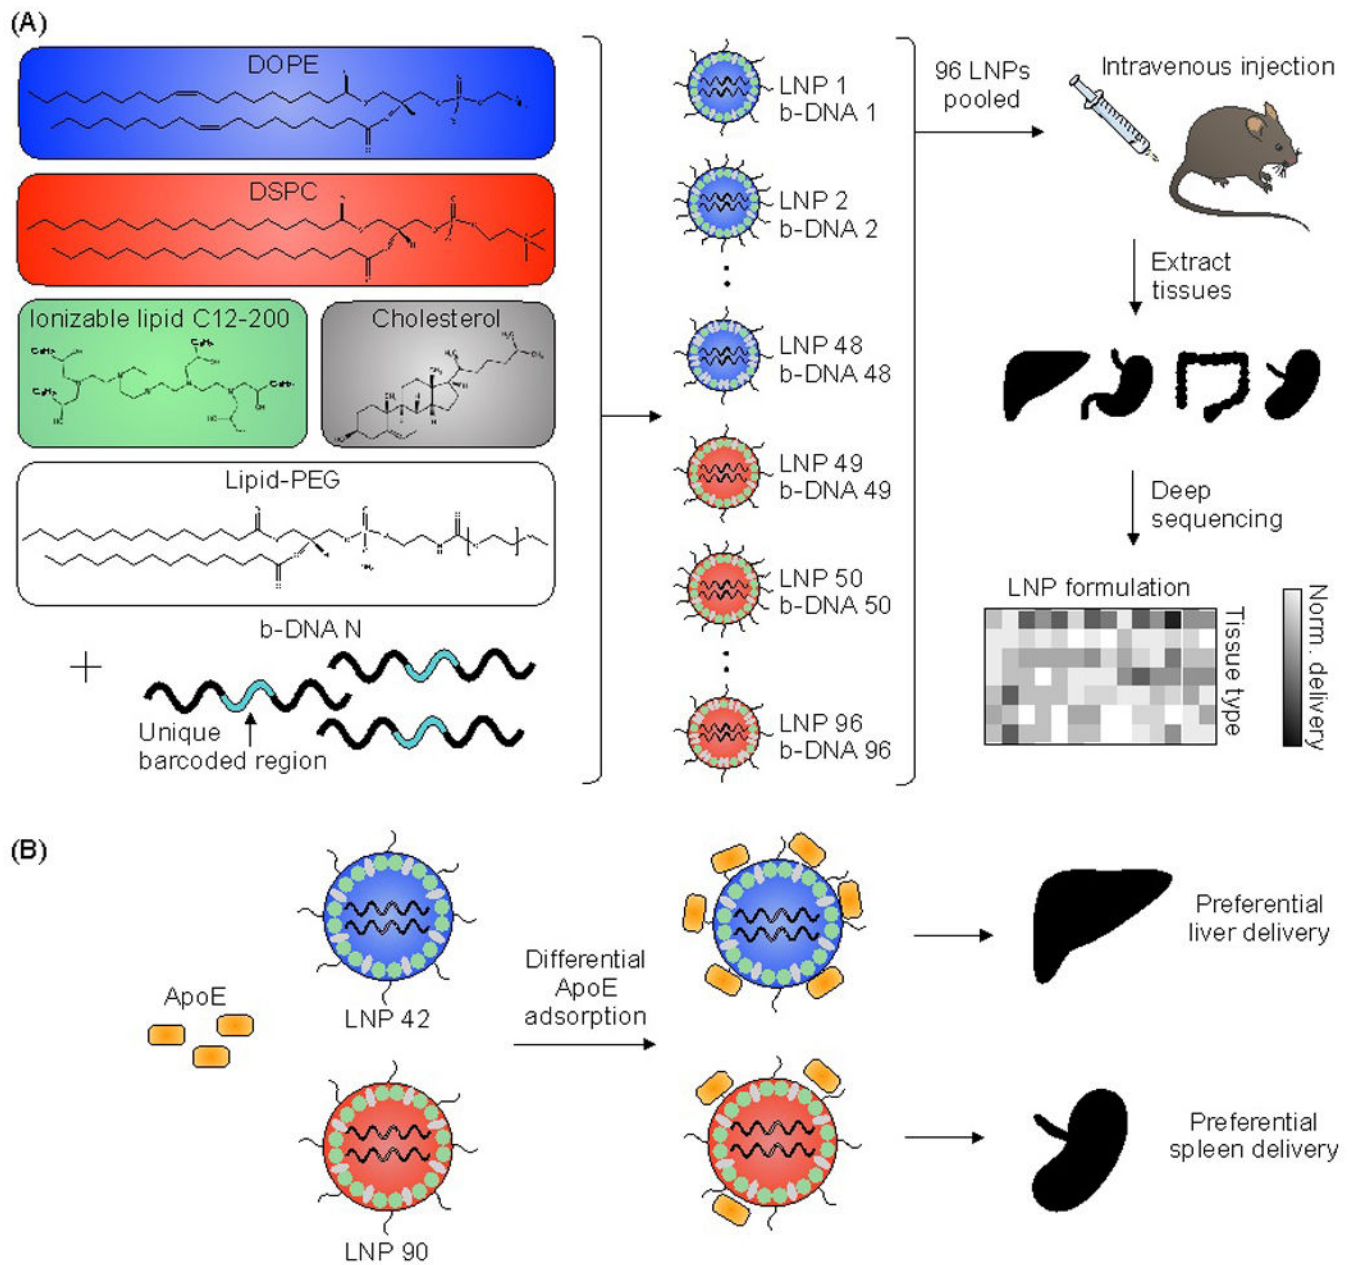 (A)
DOPE
DSPC
Ionizable lipid C12-200
Cholesterol
Lipid-PEG
b-DNA N
+
Unique
barcoded region
LNP 1
b-DNA 1
LNP 2
b-DNA 2
LNP 48
b-DNA 48
LNP 49
b-DNA 49
LNP 50
b-DNA 50
LNP 96
b-DNA 96
96 LNPs
pooled
Intravenous injection
Extract
tissues
Deep
sequencing
LNP formulation
Tissue type
Norm. delivery
(B)
ApoE
LNP 42
LNP 90
Differential
ApoE
adsorption
Preferential
liver delivery
Preferential
spleen delivery